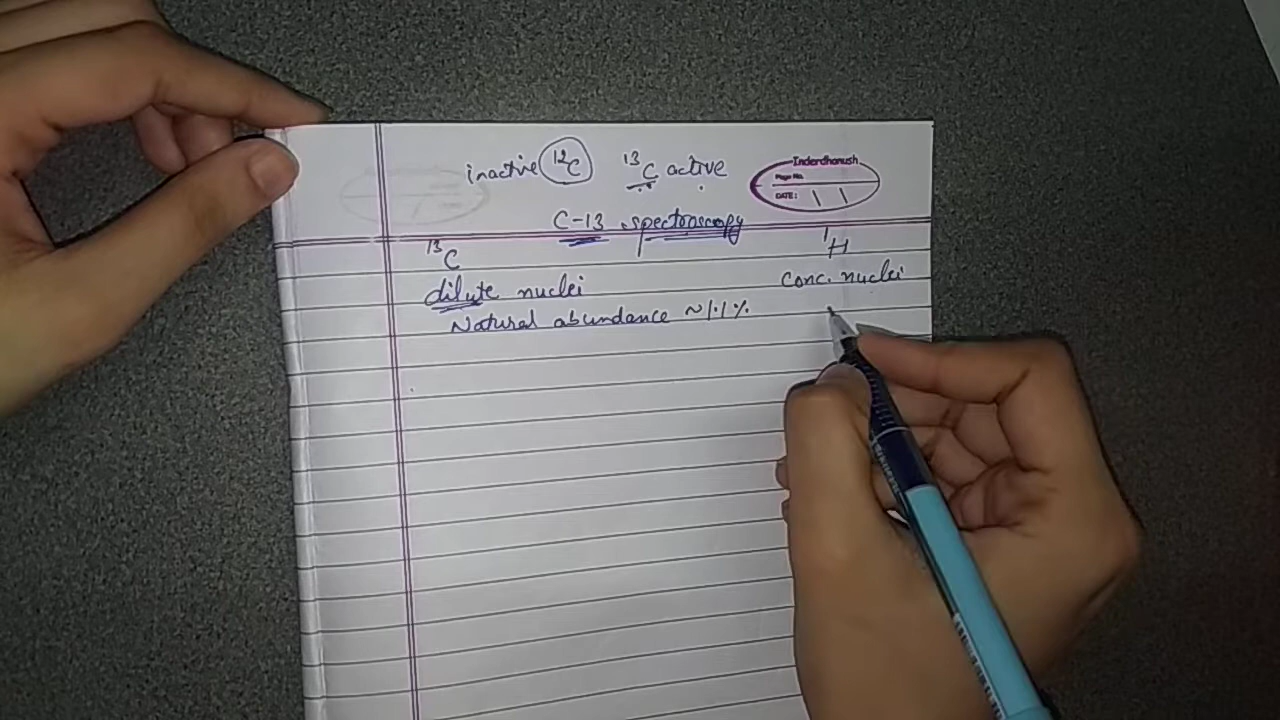 inactive ¹²C ¹³C active
Inderdhanush
Page No.
DATE:
C-13 spectroscopy
¹³C ¹H
dilute nuclei conc. nuclei
Natural abundance ~1.1%